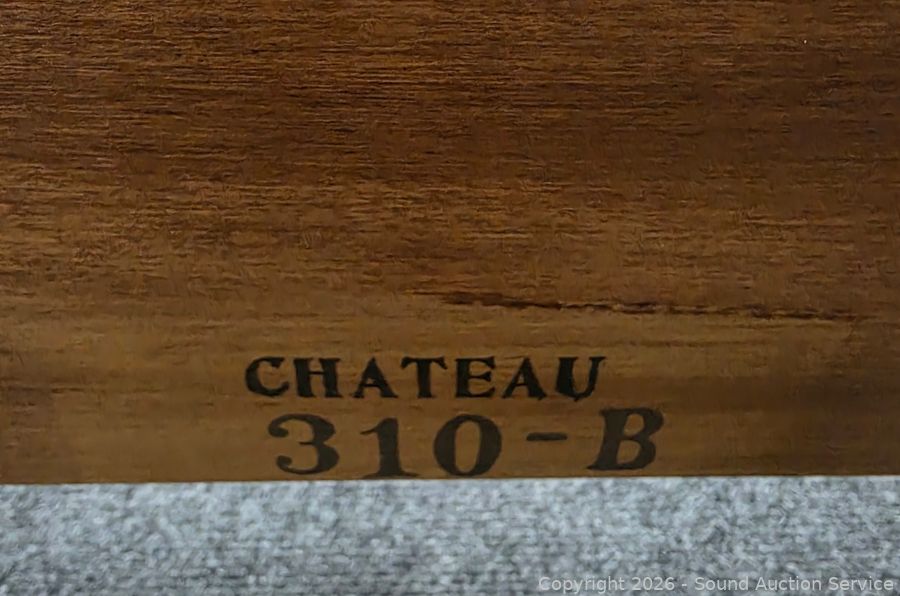 CHATEAU
310-B
Copyright 2026 - Sound Auction Service